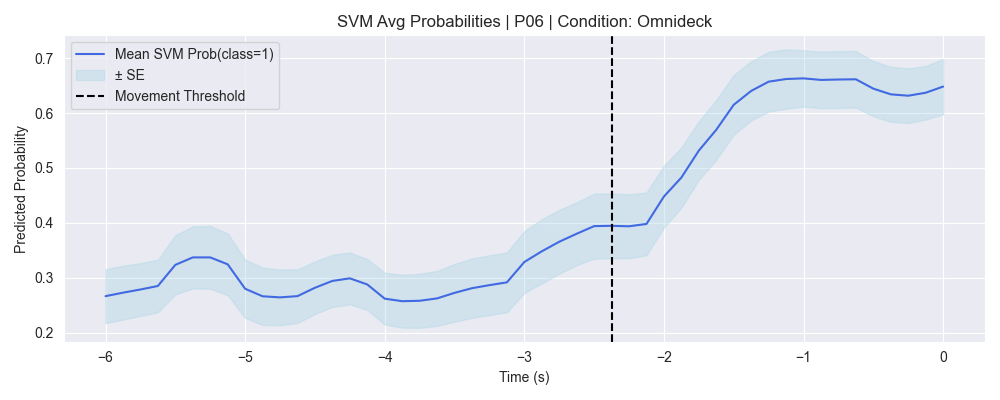 SVM Avg Probabilities | P06 | Condition: Omnideck
Mean SVM Prob(class=1)
± SE
Movement Threshold
Predicted Probability
0.7
0.6
0.5
0.4
0.3
0.2
−6
−5
−4
−3
−2
−1
0
Time (s)